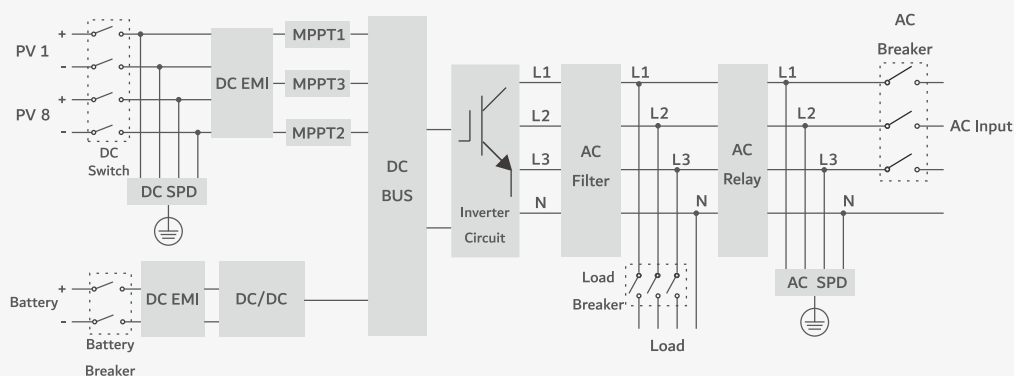 PV 1
+
-
PV 8
+
-
DC
Switch
DC SPD
DC EMI
MPPT1
MPPT3
MPPT2
Battery
+
-
Battery
Breaker
DC EMI
DC/DC
DC
BUS
Inverter
Circuit
L1
L2
L3
N
AC
Filter
L1
L2
L3
N
Load
Breaker
Load
AC
Relay
L1
L2
L3
N
AC SPD
AC
Breaker
AC Input